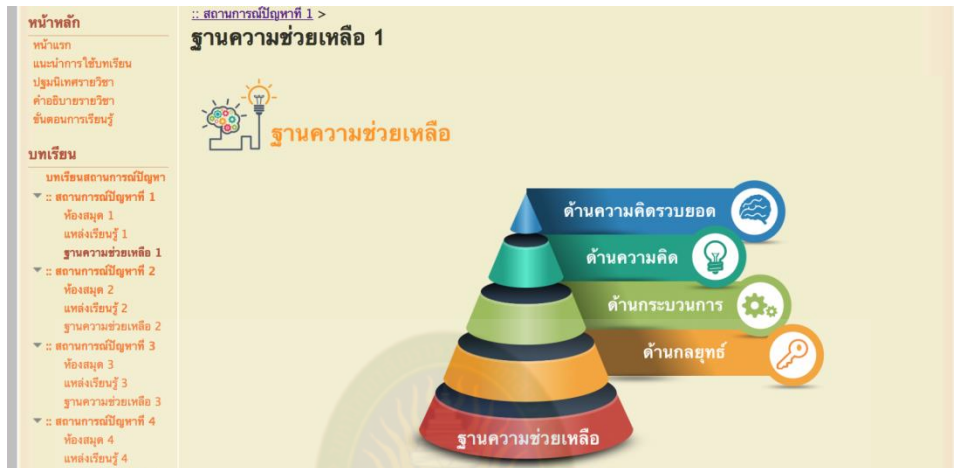 หน้าหลัก
หน้าแรก
แนะนำการใช้บทเรียน
ปฐมนิเทศรายวิชา
คำอธิบายรายวิชา
ขั้นตอนการเรียนรู้
บทเรียน
บทเรียนสถานการณ์ปัญหา
:: สถานการณ์ปัญหาที่ 1
ห้องสมุด 1
แหล่งเรียนรู้ 1
ฐานความช่วยเหลือ 1
:: สถานการณ์ปัญหาที่ 2
ห้องสมุด 2
แหล่งเรียนรู้ 2
ฐานความช่วยเหลือ 2
:: สถานการณ์ปัญหาที่ 3
ห้องสมุด 3
แหล่งเรียนรู้ 3
ฐานความช่วยเหลือ 3
:: สถานการณ์ปัญหาที่ 4
ห้องสมุด 4
แหล่งเรียนรู้ 4
:: สถานการณ์ปัญหาที่ 1 >
ฐานความช่วยเหลือ 1
ฐานความช่วยเหลือ
ด้านความคิดรวบยอด
ด้านความคิด
ด้านกระบวนการ
ด้านกลยุทธ์
ฐานความช่วยเหลือ